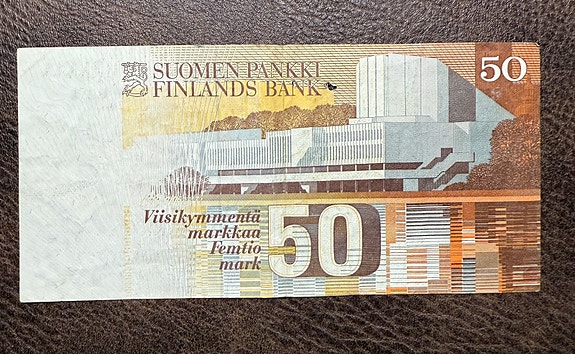 SUOMEN PANKKI
FINLANDS BANK
50
Viisikymmentä
markkaa
Femtio
mark
50